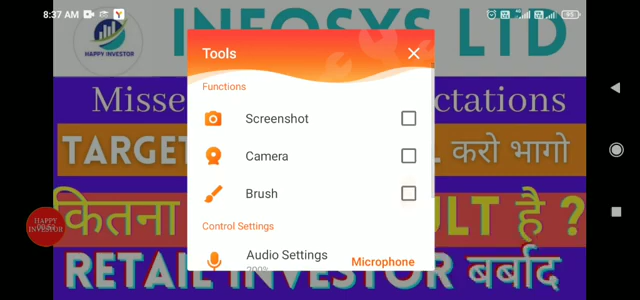 8:37 AM
INFOSYS LTD
HAPPY INVESTOR
Tools
Functions
Screenshot
Camera
Brush
Control Settings
Audio Settings
Microphone
200%
Misse ctations
TARGET L करो भागो
कितना ULT है ?
HAPPY
INVESTOR
RETAIL INVESTOR बर्बाद